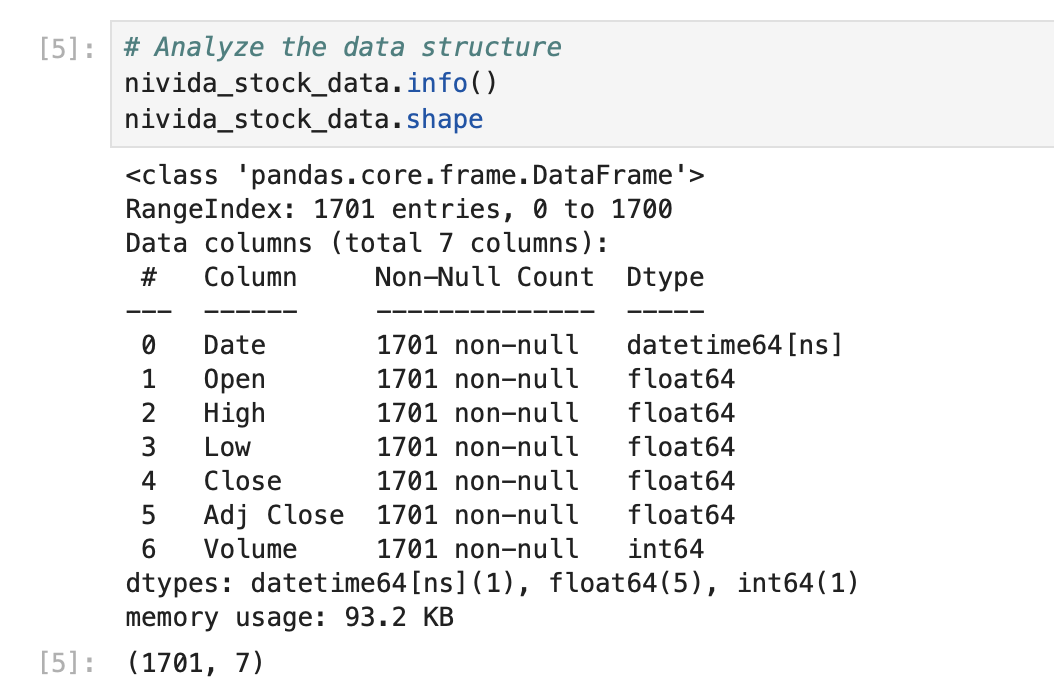 [5]: # Analyze the data structure
nivida_stock_data.info()
nivida_stock_data.shape
<class 'pandas.core.frame.DataFrame'>
RangeIndex: 1701 entries, 0 to 1700
Data columns (total 7 columns):
 #   Column     Non-Null Count  Dtype
---  ------     --------------  -----
 0   Date       1701 non-null   datetime64[ns]
 1   Open       1701 non-null   float64
 2   High       1701 non-null   float64
 3   Low        1701 non-null   float64
 4   Close      1701 non-null   float64
 5   Adj Close  1701 non-null   float64
 6   Volume     1701 non-null   int64
dtypes: datetime64[ns](1), float64(5), int64(1)
memory usage: 93.2 KB
[5]: (1701, 7)